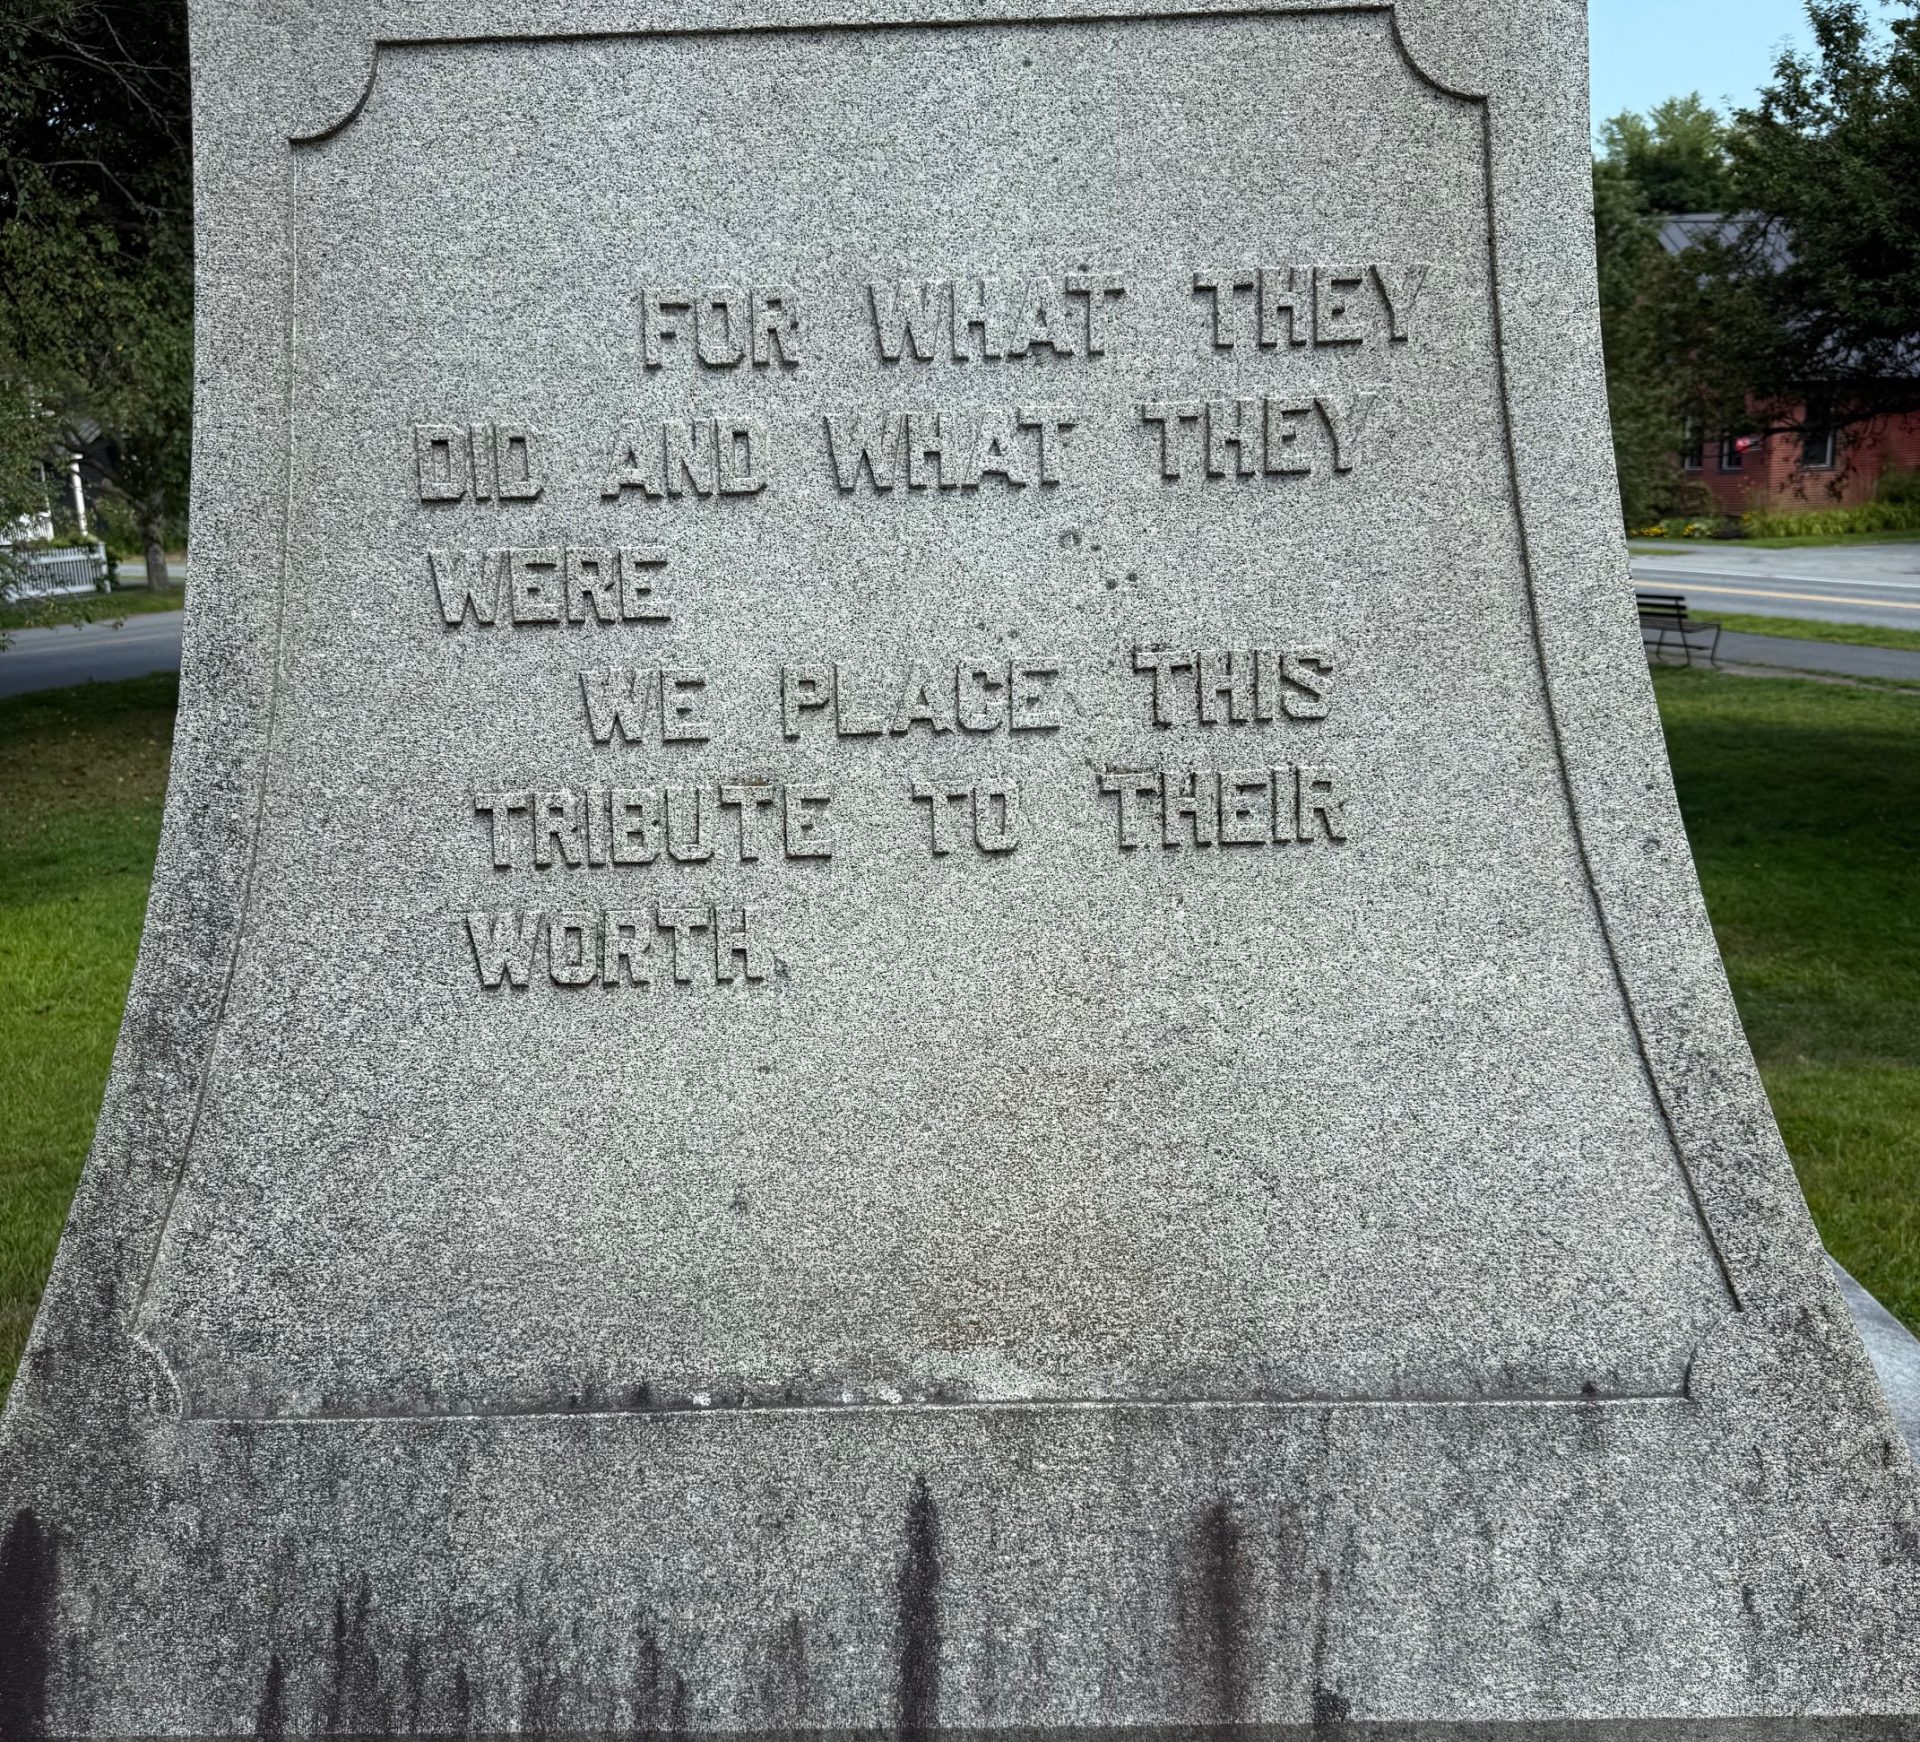 FOR WHAT THEY
DID AND WHAT THEY
WERE
WE PLACE THIS
TRIBUTE TO THEIR
WORTH